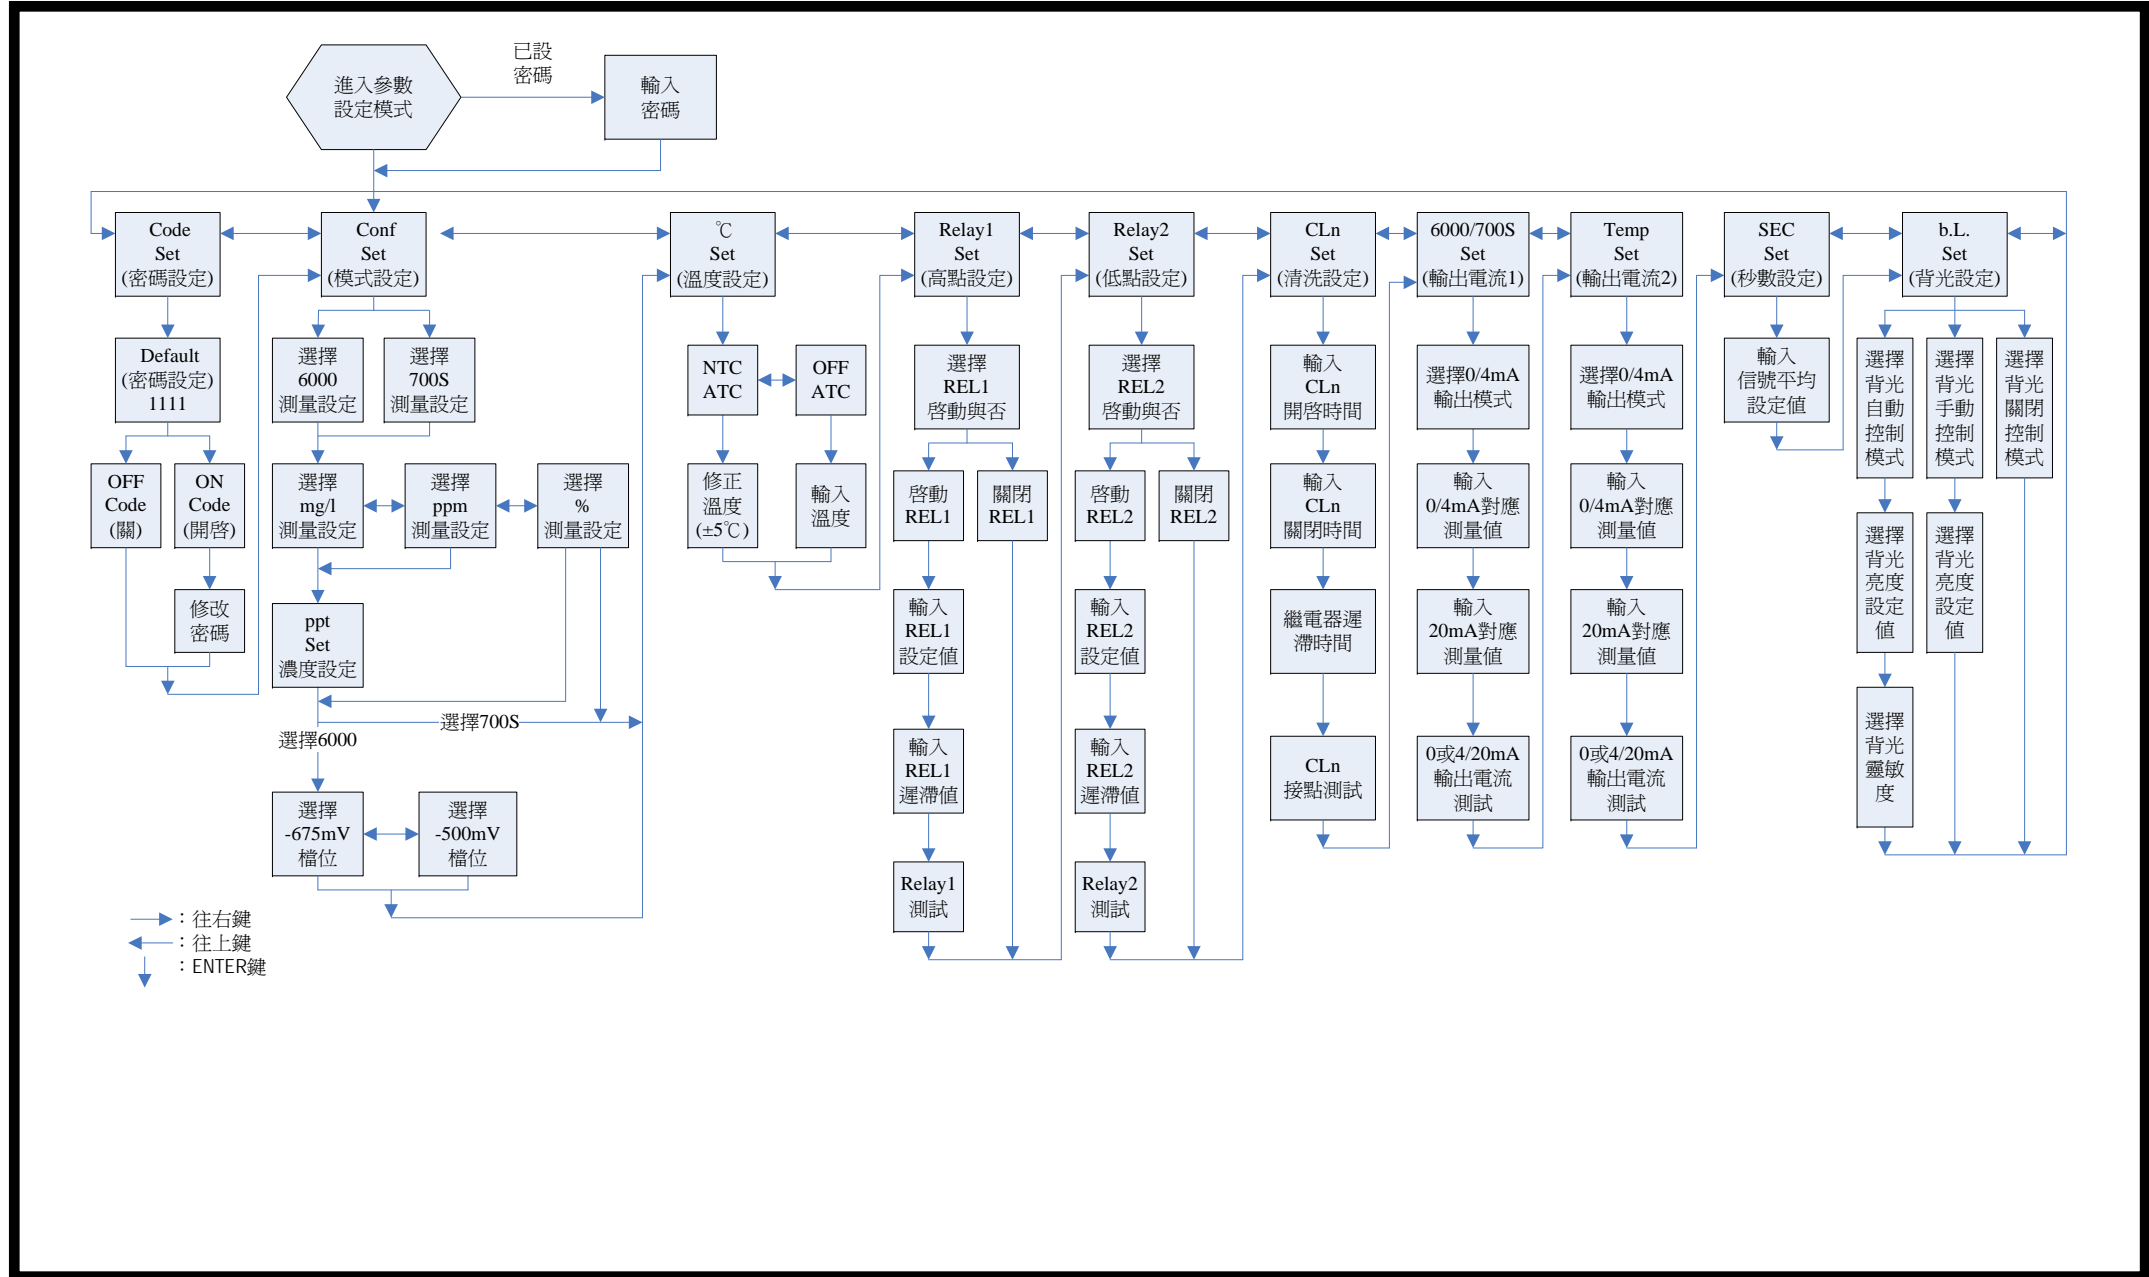 進入參數
設定模式
已設
密碼
輸入
密碼
Code
Set
(密碼設定)
Conf
Set
(模式設定)
℃
Set
(溫度設定)
Relay1
Set
(高點設定)
Relay2
Set
(低點設定)
CLn
Set
(清洗設定)
6000/700S
Set
(輸出電流1)
Temp
Set
(輸出電流2)
SEC
Set
(秒數設定)
b.L.
Set
(背光設定)
Default
(密碼設定)
1111
OFF
Code
(關)
ON
Code
(開啓)
修改
密碼
選擇
6000
測量設定
選擇
700S
測量設定
選擇
mg/l
測量設定
選擇
ppm
測量設定
選擇
%
測量設定
ppt
Set
濃度設定
選擇700S
選擇6000
選擇
-675mV
檔位
選擇
-500mV
檔位
NTC
ATC
OFF
ATC
修正
溫度
(±5℃)
輸入
溫度
選擇
REL1
啓動與否
啓動
REL1
關閉
REL1
輸入
REL1
設定值
輸入
REL1
遲滯值
Relay1
測試
選擇
REL2
啓動與否
啓動
REL2
關閉
REL2
輸入
REL2
設定值
輸入
REL2
遲滯值
Relay2
測試
輸入
CLn
開啓時間
輸入
CLn
關閉時間
繼電器遲
滯時間
CLn
接點測試
選擇0/4mA
輸出模式
輸入
0/4mA對應
測量值
輸入
20mA對應
測量值
0或4/20mA
輸出電流
測試
選擇0/4mA
輸出模式
輸入
0/4mA對應
測量值
輸入
20mA對應
測量值
0或4/20mA
輸出電流
測試
輸入
信號平均
設定值
選擇
背光
自動
控制
模式
選擇
背光
手動
控制
模式
選擇
背光
關閉
控制
模式
選擇
背光
亮度
設定
值
選擇
背光
亮度
設定
值
選擇
背光
靈敏
度
：往右鍵
：往上鍵
：ENTER鍵